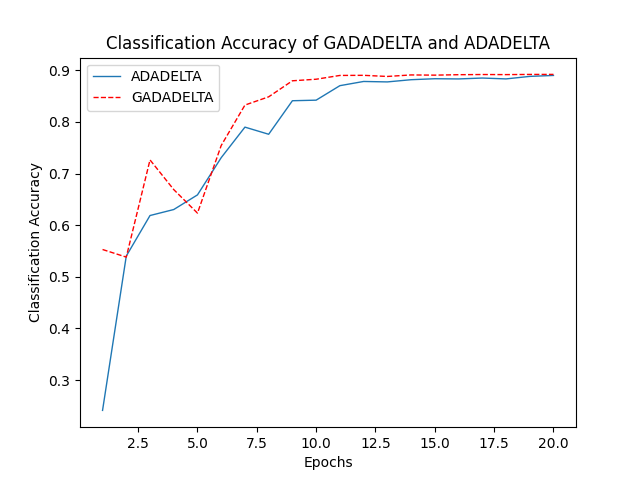 Classification Accuracy of GADADELTA and ADADELTA
ADADELTA
GADADELTA
Classification Accuracy
0.9
0.8
0.7
0.6
0.5
0.4
0.3
2.5 5.0 7.5 10.0 12.5 15.0 17.5 20.0
Epochs